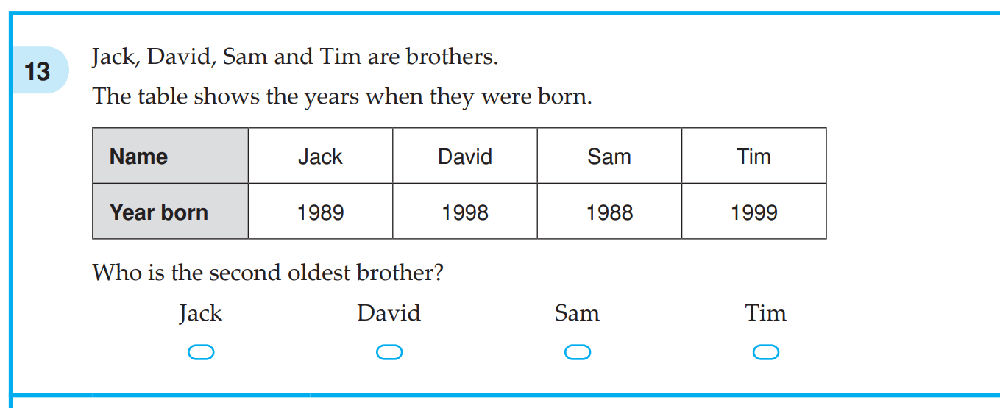 13
Jack, David, Sam and Tim are brothers.
The table shows the years when they were born.
Name Jack David Sam Tim
Year born 1989 1998 1988 1999
Who is the second oldest brother?
Jack David Sam Tim